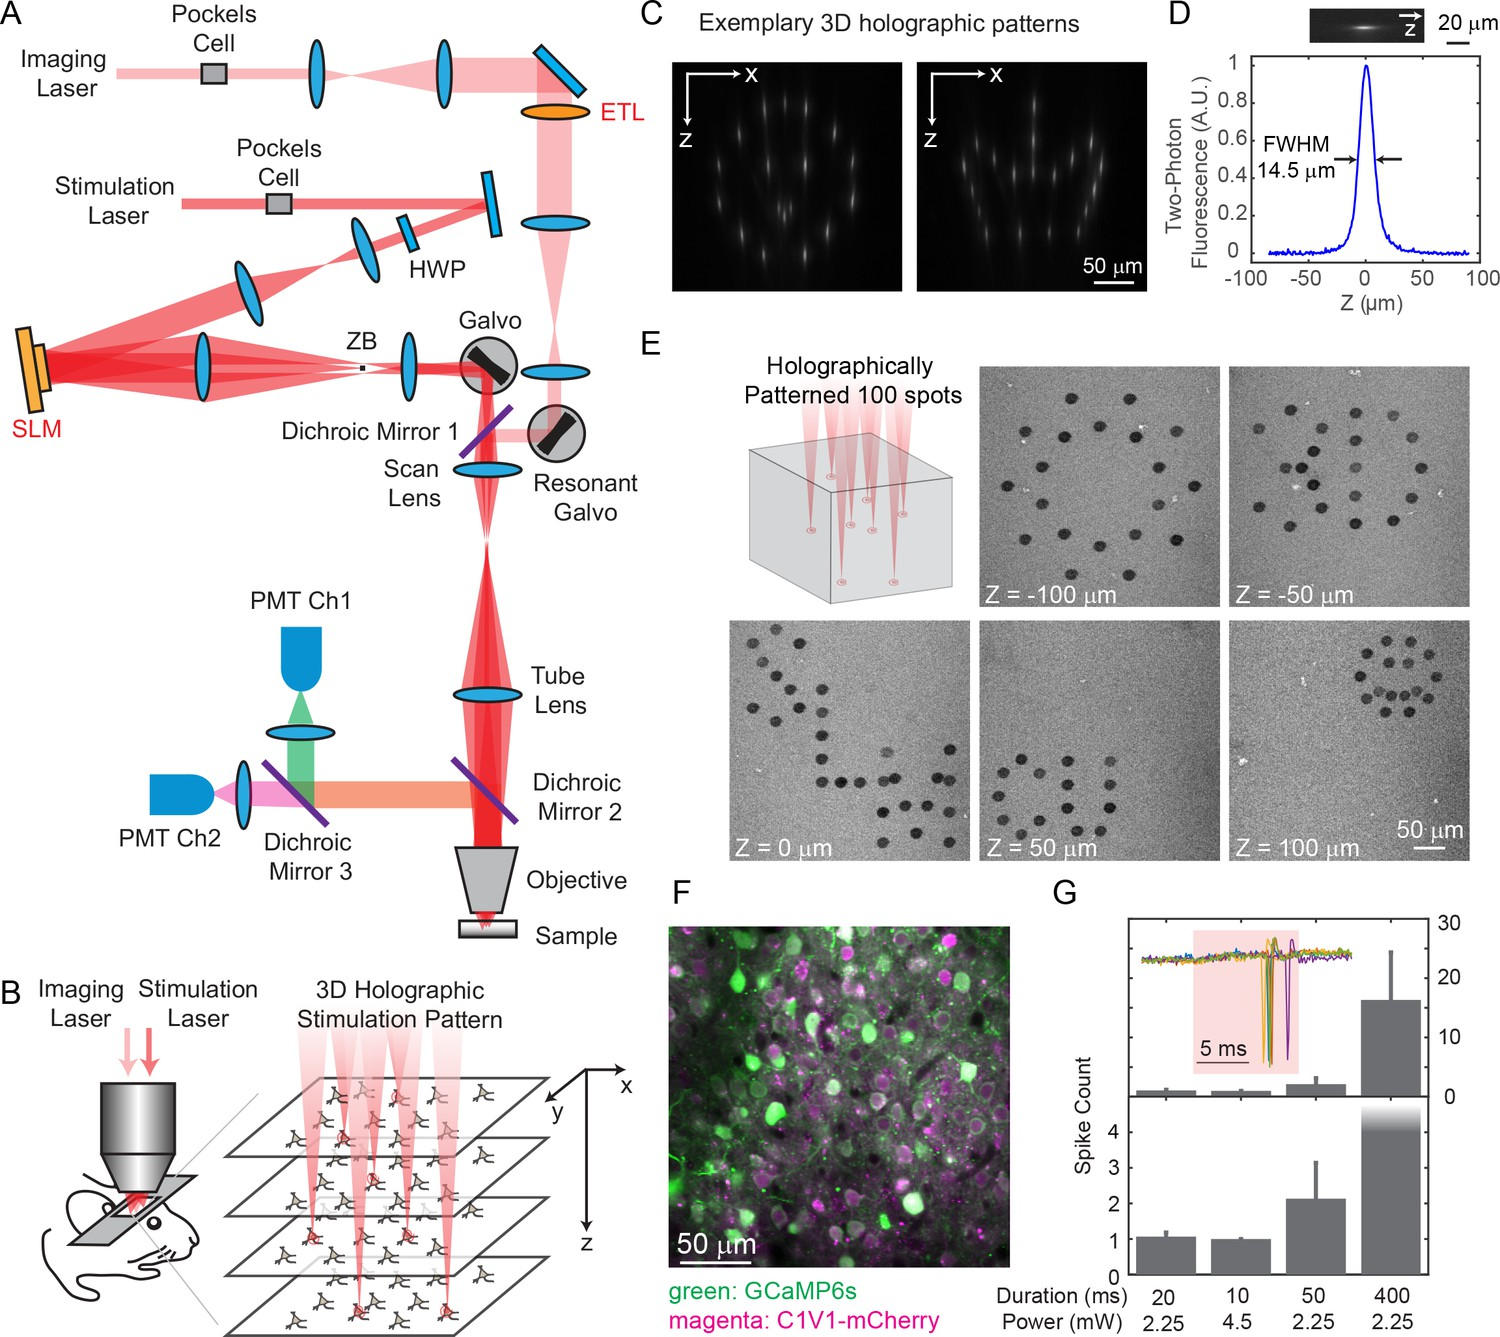 A
Pockels
Cell
Imaging
Laser
ETL
Pockels
Cell
Stimulation
Laser
HWP
ZB
Galvo
SLM
Dichroic Mirror 1
Scan
Lens
Resonant
Galvo
PMT Ch1
Tube
Lens
Dichroic
Mirror 2
PMT Ch2
Dichroic
Mirror 3
Objective
Sample
B
Imaging
Laser
Stimulation
Laser
3D Holographic
Stimulation Pattern
x
y
z
C
Exemplary 3D holographic patterns
x
z
x
z
50 μm
D
z
20 μm
Two-Photon
Fluorescence (A.U.)
1
0.8
0.6
0.4
0.2
0
FWHM
14.5 μm
-100
-50
0
50
100
Z (μm)
E
Holographically
Patterned 100 spots
Z = -100 μm
Z = -50 μm
Z = 0 μm
Z = 50 μm
Z = 100 μm
50 μm
F
50 μm
green: GCaMP6s
magenta: C1V1-mCherry
G
30
20
10
0
5 ms
Spike Count
4
3
2
1
0
Duration (ms) 20 10 50 400
Power (mW) 2.25 4.5 2.25 2.25